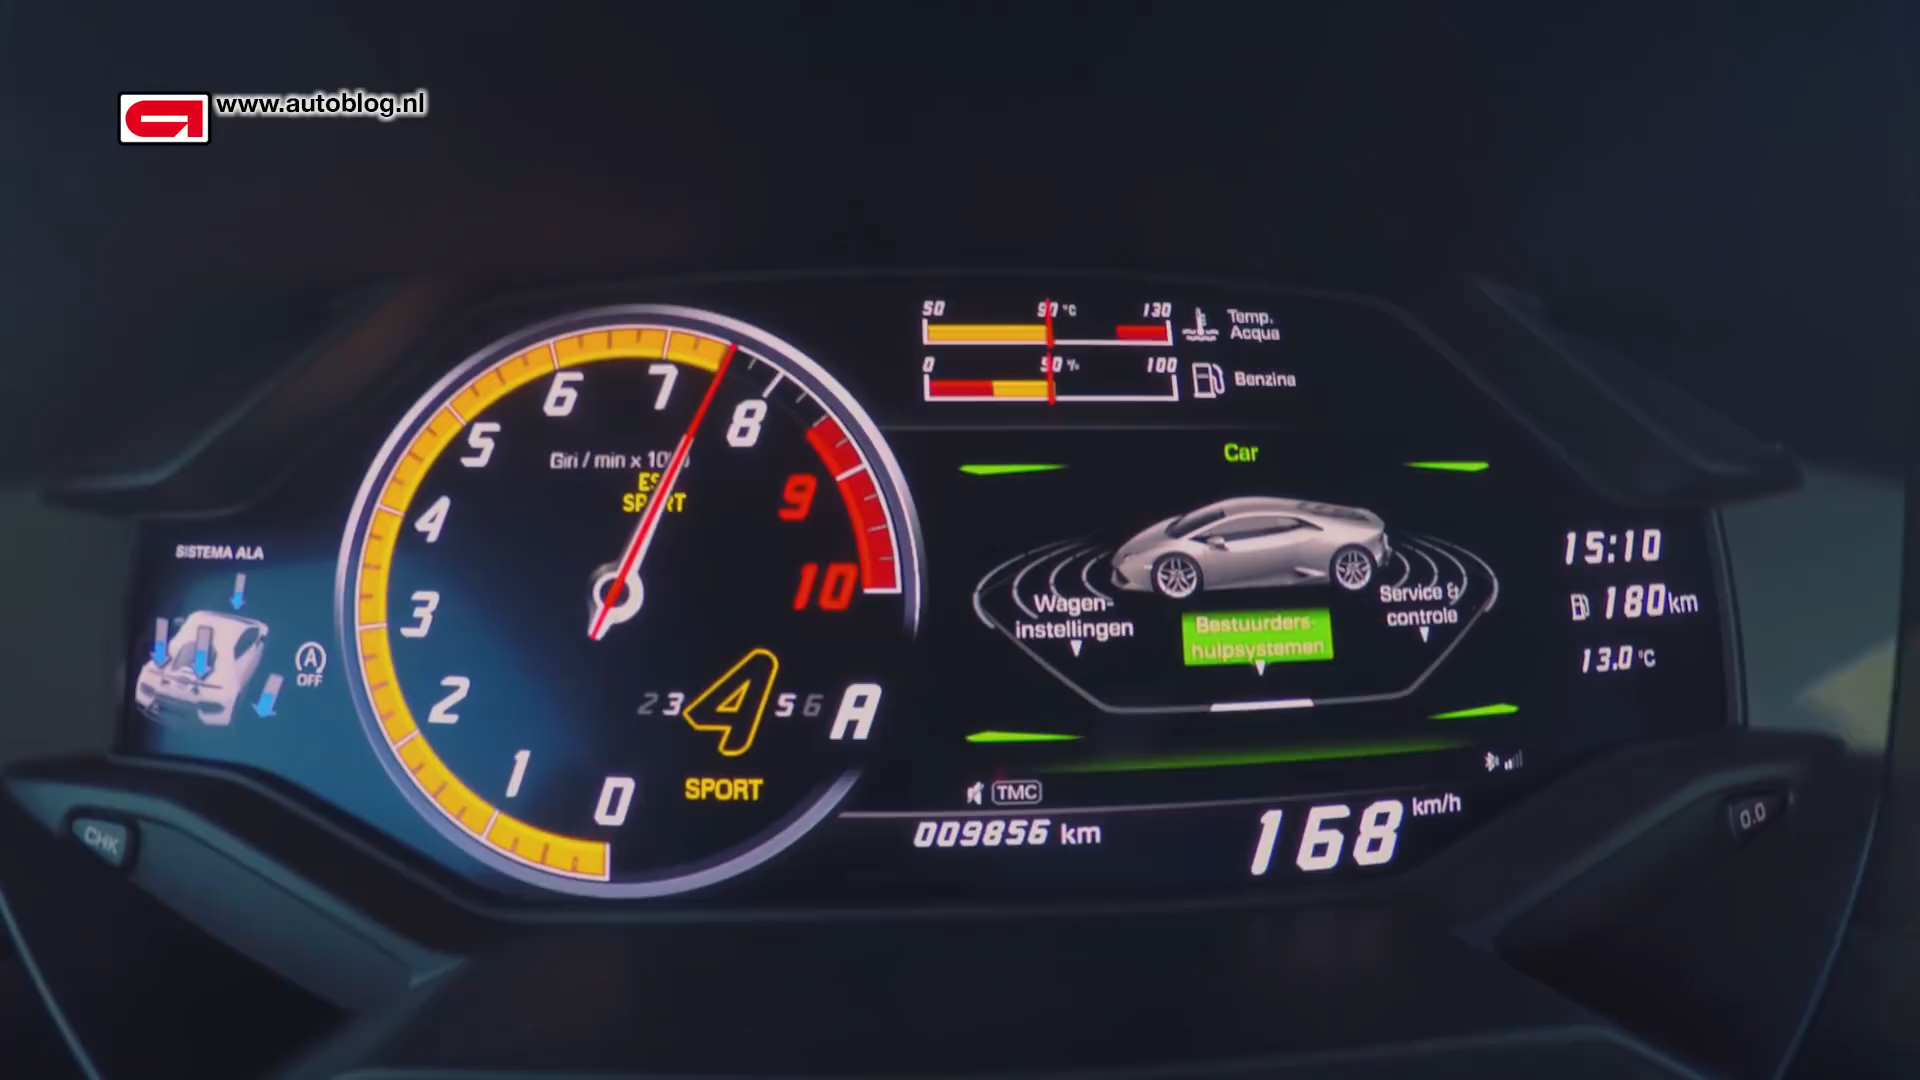 www.autoblog.nl
50 90 °C 130
Temp.
Acqua
0 50 % 100
Benzina
6 7 8
5 9
4 10
3
2
1
0
Giri / min x 10
SPORT
Car
SISTEMA ALA
A
OFF
Wagen-
instellingen
Bestuurders-
hulpsystemen
Service &
controle
15:10
180 km
13.0 °C
2 3 4 5 6 A
SPORT
TMC
009856 km
168 km/h
CHK
0.0